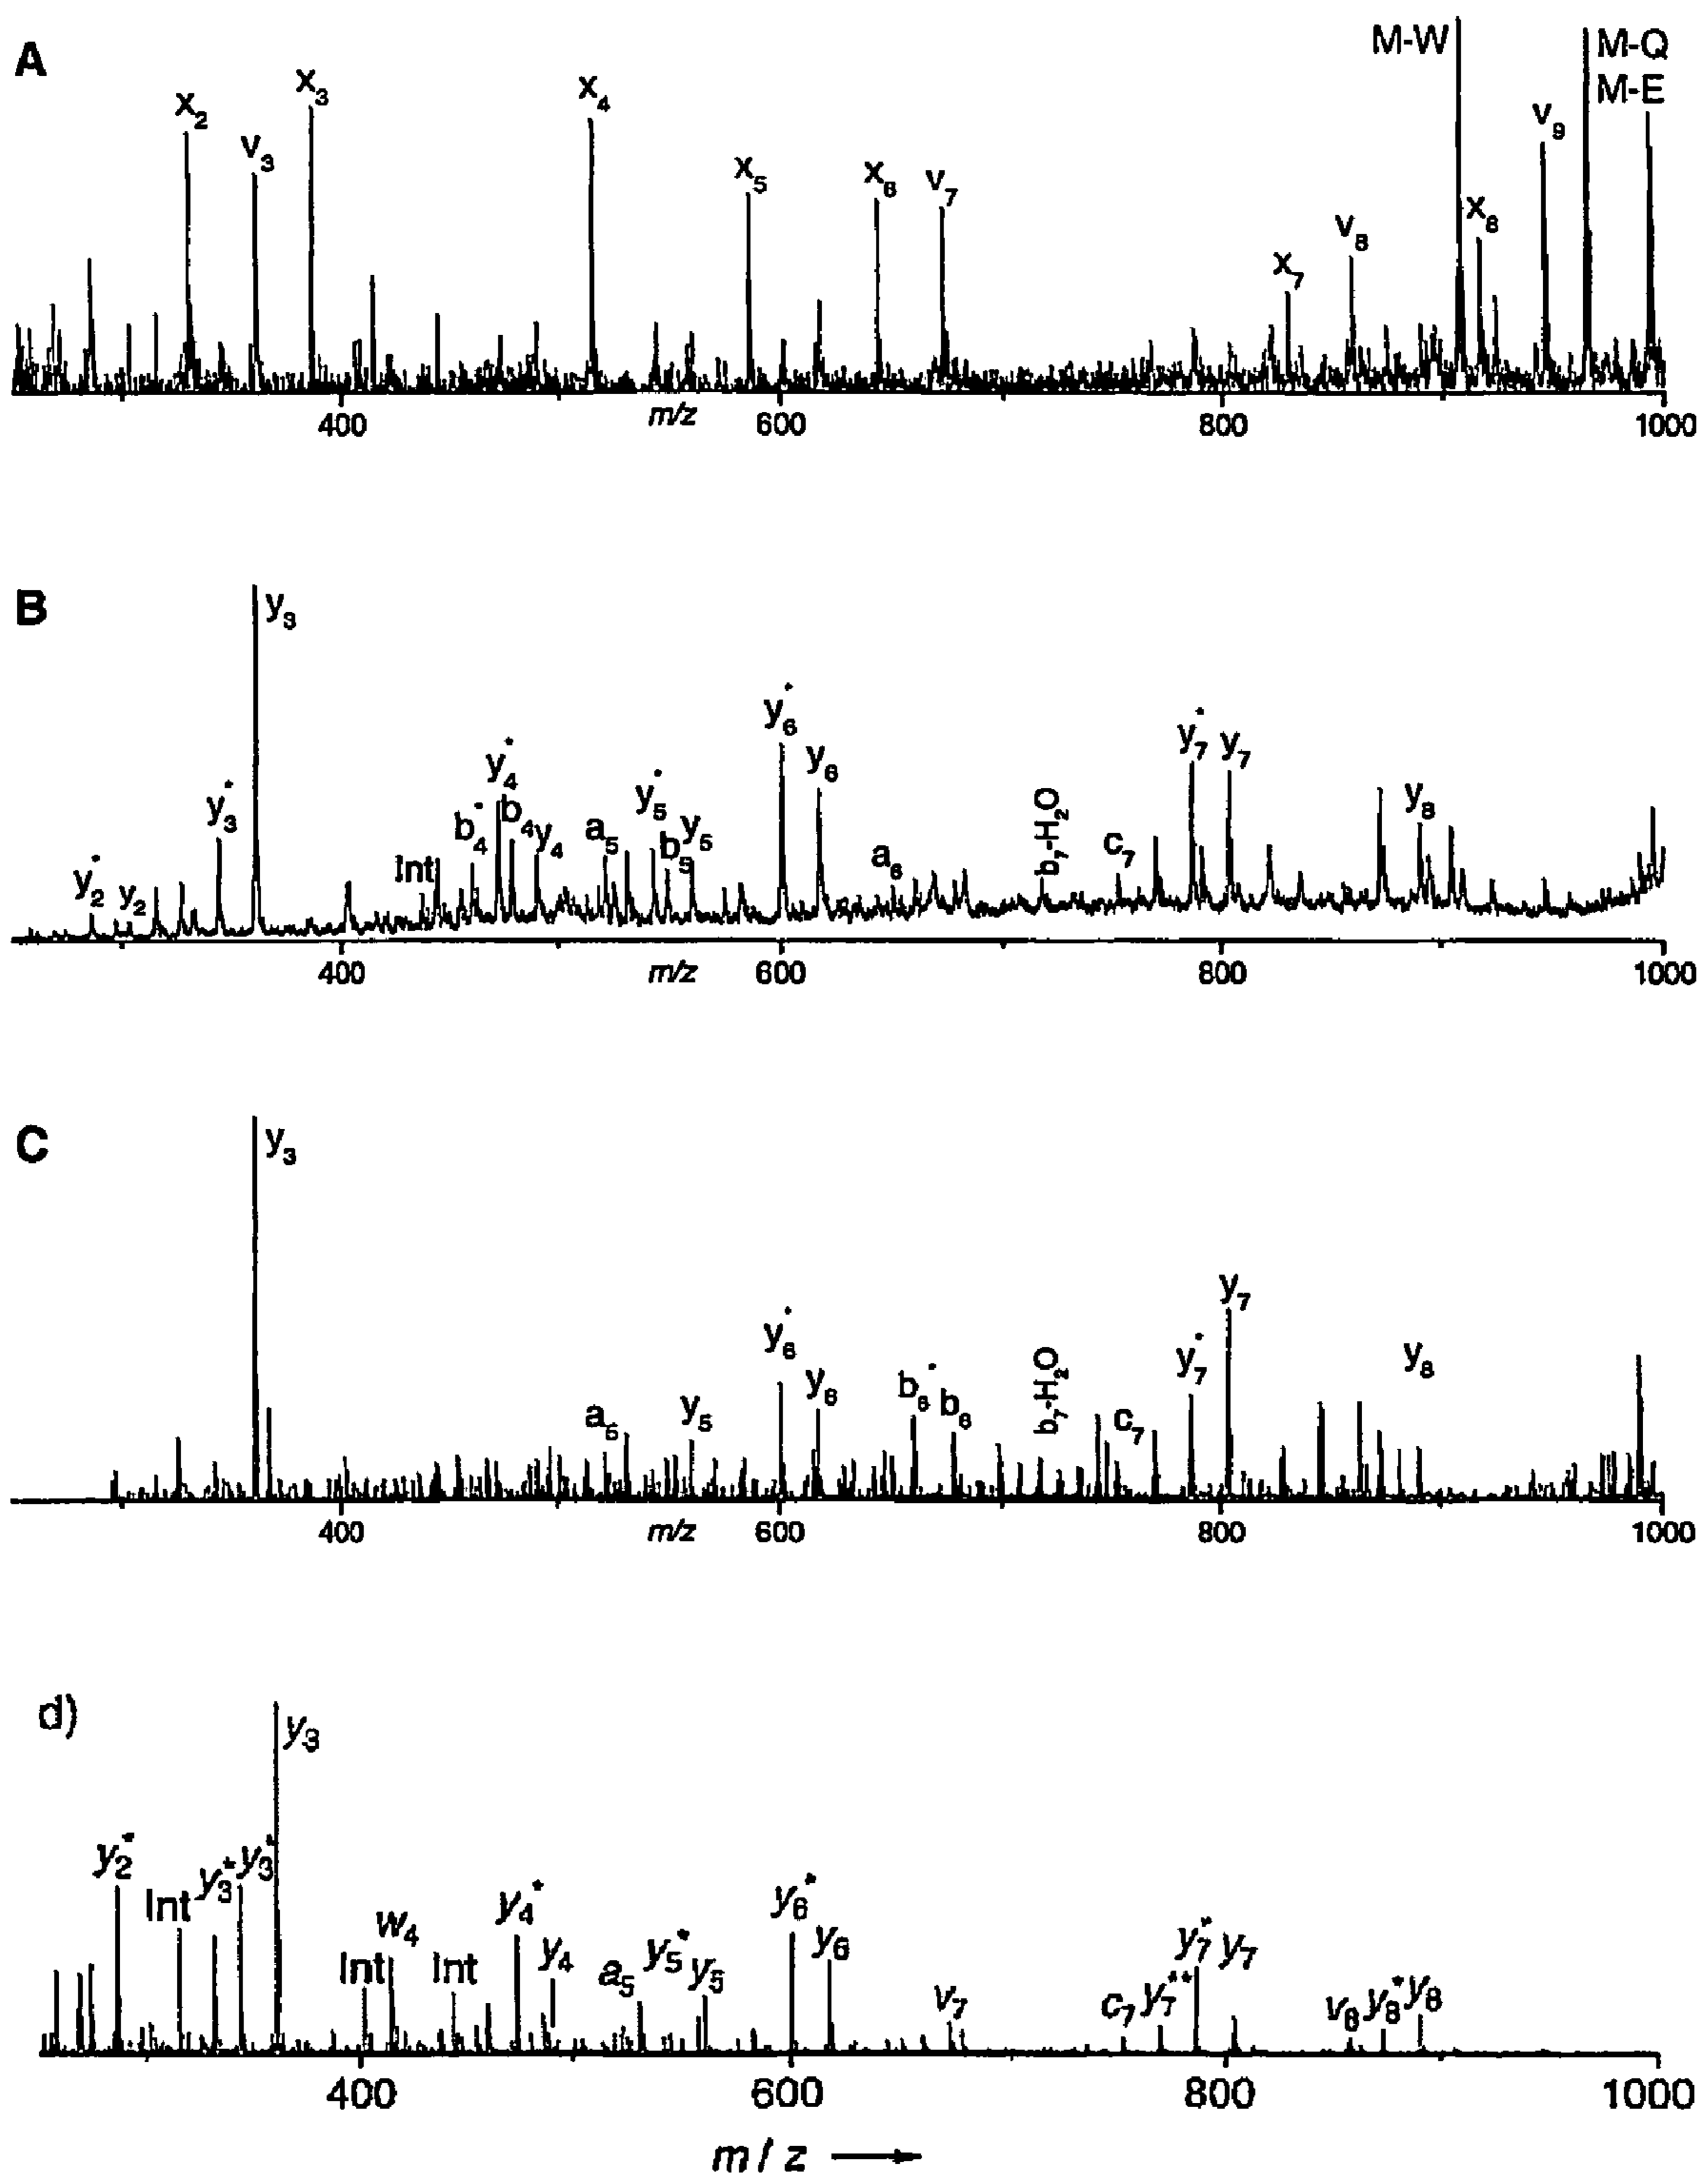 A
x2
v3
x3
x4
x5
x6
v7
x7
v8
M-W
x8
v9
M-Q
M-E
400
m/z
600
800
1000
B
y2*
y2
y3*
y3
Int
b4*
y4*
b4
y4
a5
y5*
b5
y5
y6*
y6
a6
b7-H2O
c7
y7*
y7
y8
400
m/z
600
800
1000
C
y3
a5
y5
y6*
y6
b6*
b6
b7-H2O
c7
y7*
y7
y8
400
m/z
600
800
1000
d)
y2*
Int
y3*
y3*
y3
Int
w4
Int
y4*
y4
a5
y5*
y5
y6*
y6
v7
c7
y7**
y7*
y7
v8
y8*
y8
400
600
800
1000
m / z